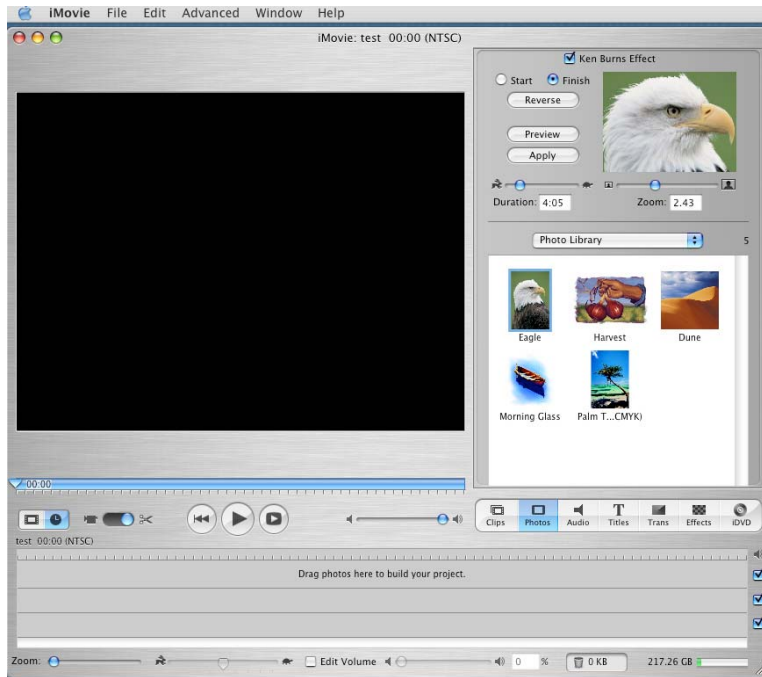 iMovie File Edit Advanced Window Help
iMovie: test 00:00 (NTSC)
Ken Burns Effect
Start Finish
Reverse
Preview
Apply
Duration: 4:05 Zoom: 2.43
Photo Library 5
Eagle Harvest Dune
Morning Glass Palm T...CMYK)
00:00
Clips Photos Audio Titles Trans Effects iDVD
test 00:00 (NTSC)
Drag photos here to build your project.
Zoom: Edit Volume 0 % 0 KB 217.26 GB